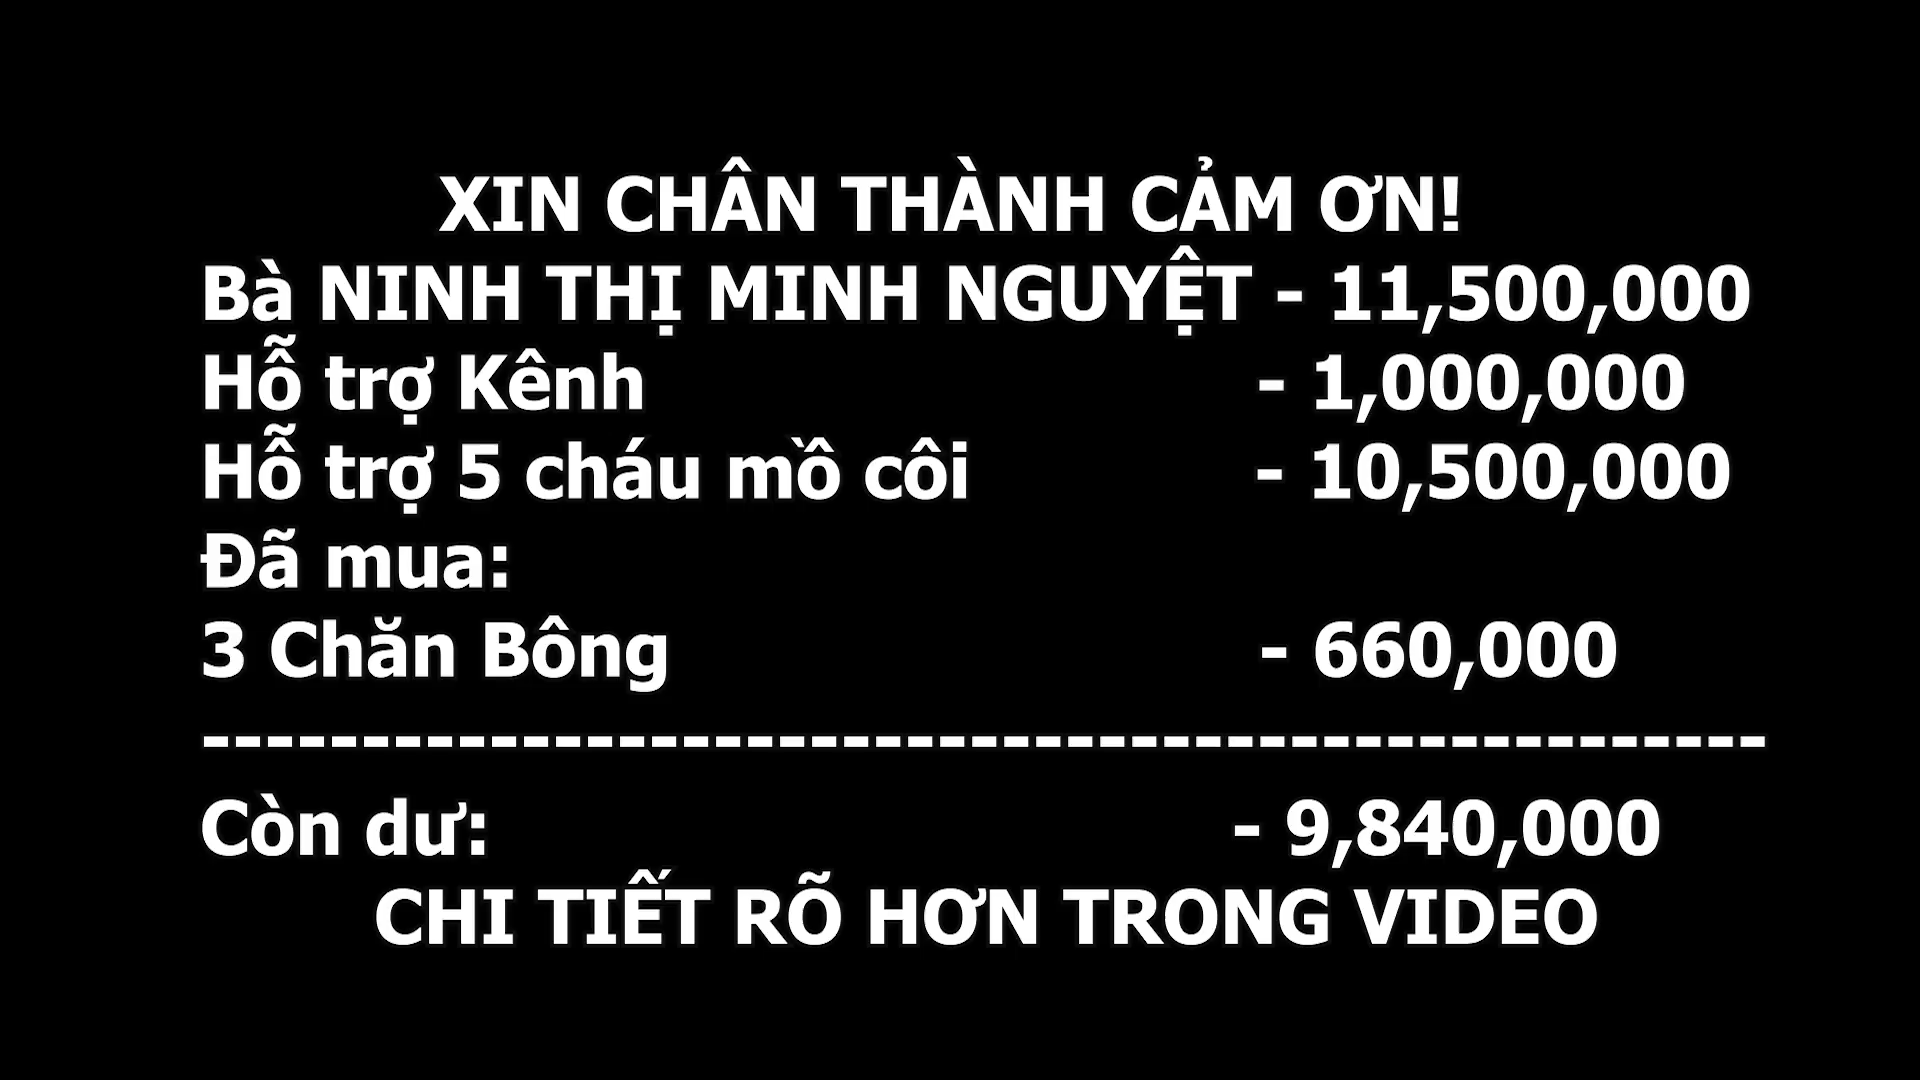 XIN CHÂN THÀNH CẢM ƠN!
Bà NINH THỊ MINH NGUYỆT - 11,500,000
Hỗ trợ Kênh - 1,000,000
Hỗ trợ 5 cháu mồ côi - 10,500,000
Đã mua:
3 Chăn Bông - 660,000
-------------------------------------------------
Còn dư: - 9,840,000
CHI TIẾT RÕ HƠN TRONG VIDEO